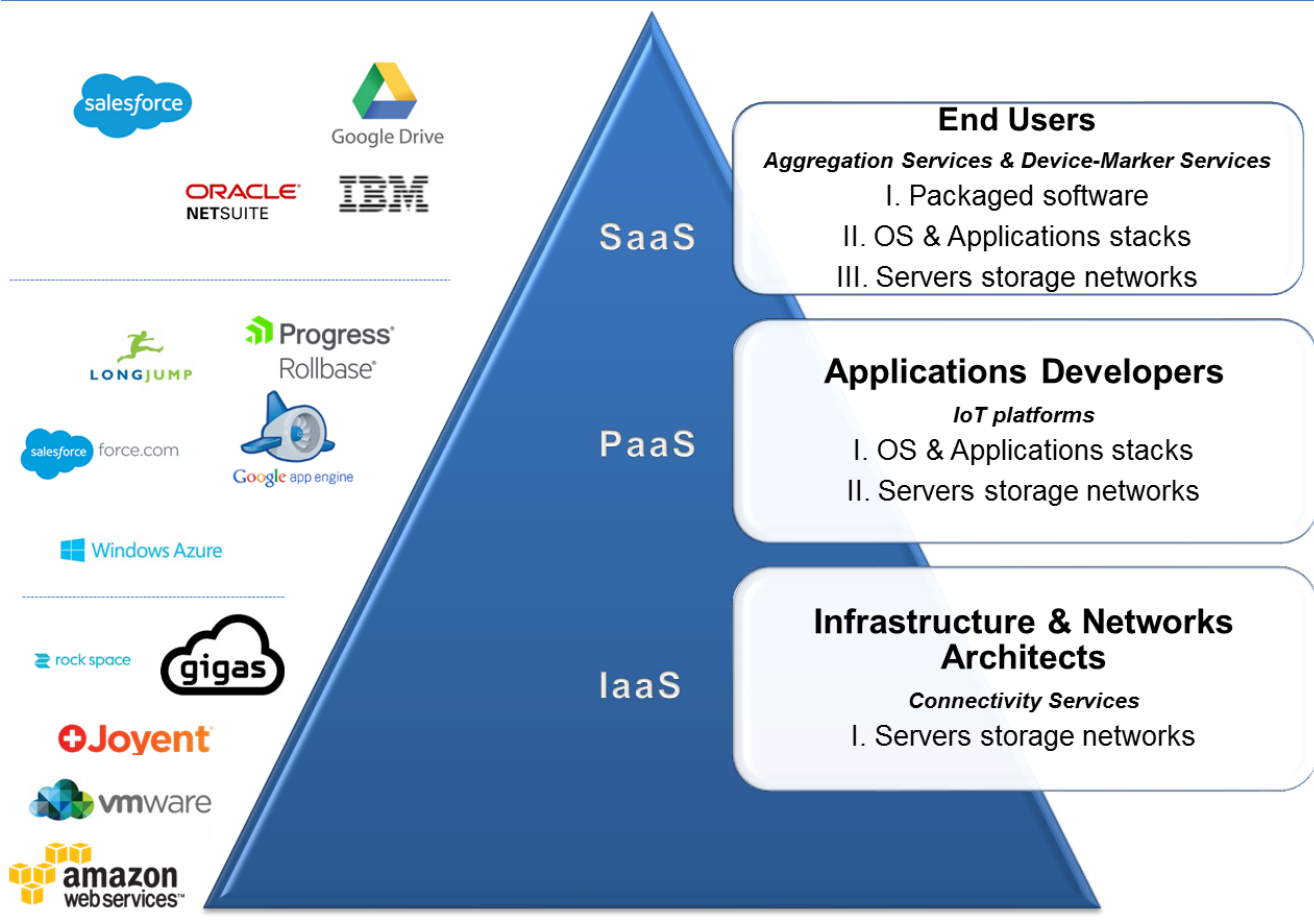 salesforce
Google Drive
ORACLE
NETSUITE
IBM
LONGJUMP
Progress
Rollbase
salesforce force.com
Google app engine
Windows Azure
rock space
gigas
Joyent
vmware
amazon
webservices™
SaaS
PaaS
IaaS
End Users
Aggregation Services & Device-Marker Services
I. Packaged software
II. OS & Applications stacks
III. Servers storage networks
Applications Developers
IoT platforms
I. OS & Applications stacks
II. Servers storage networks
Infrastructure & Networks
Architects
Connectivity Services
I. Servers storage networks